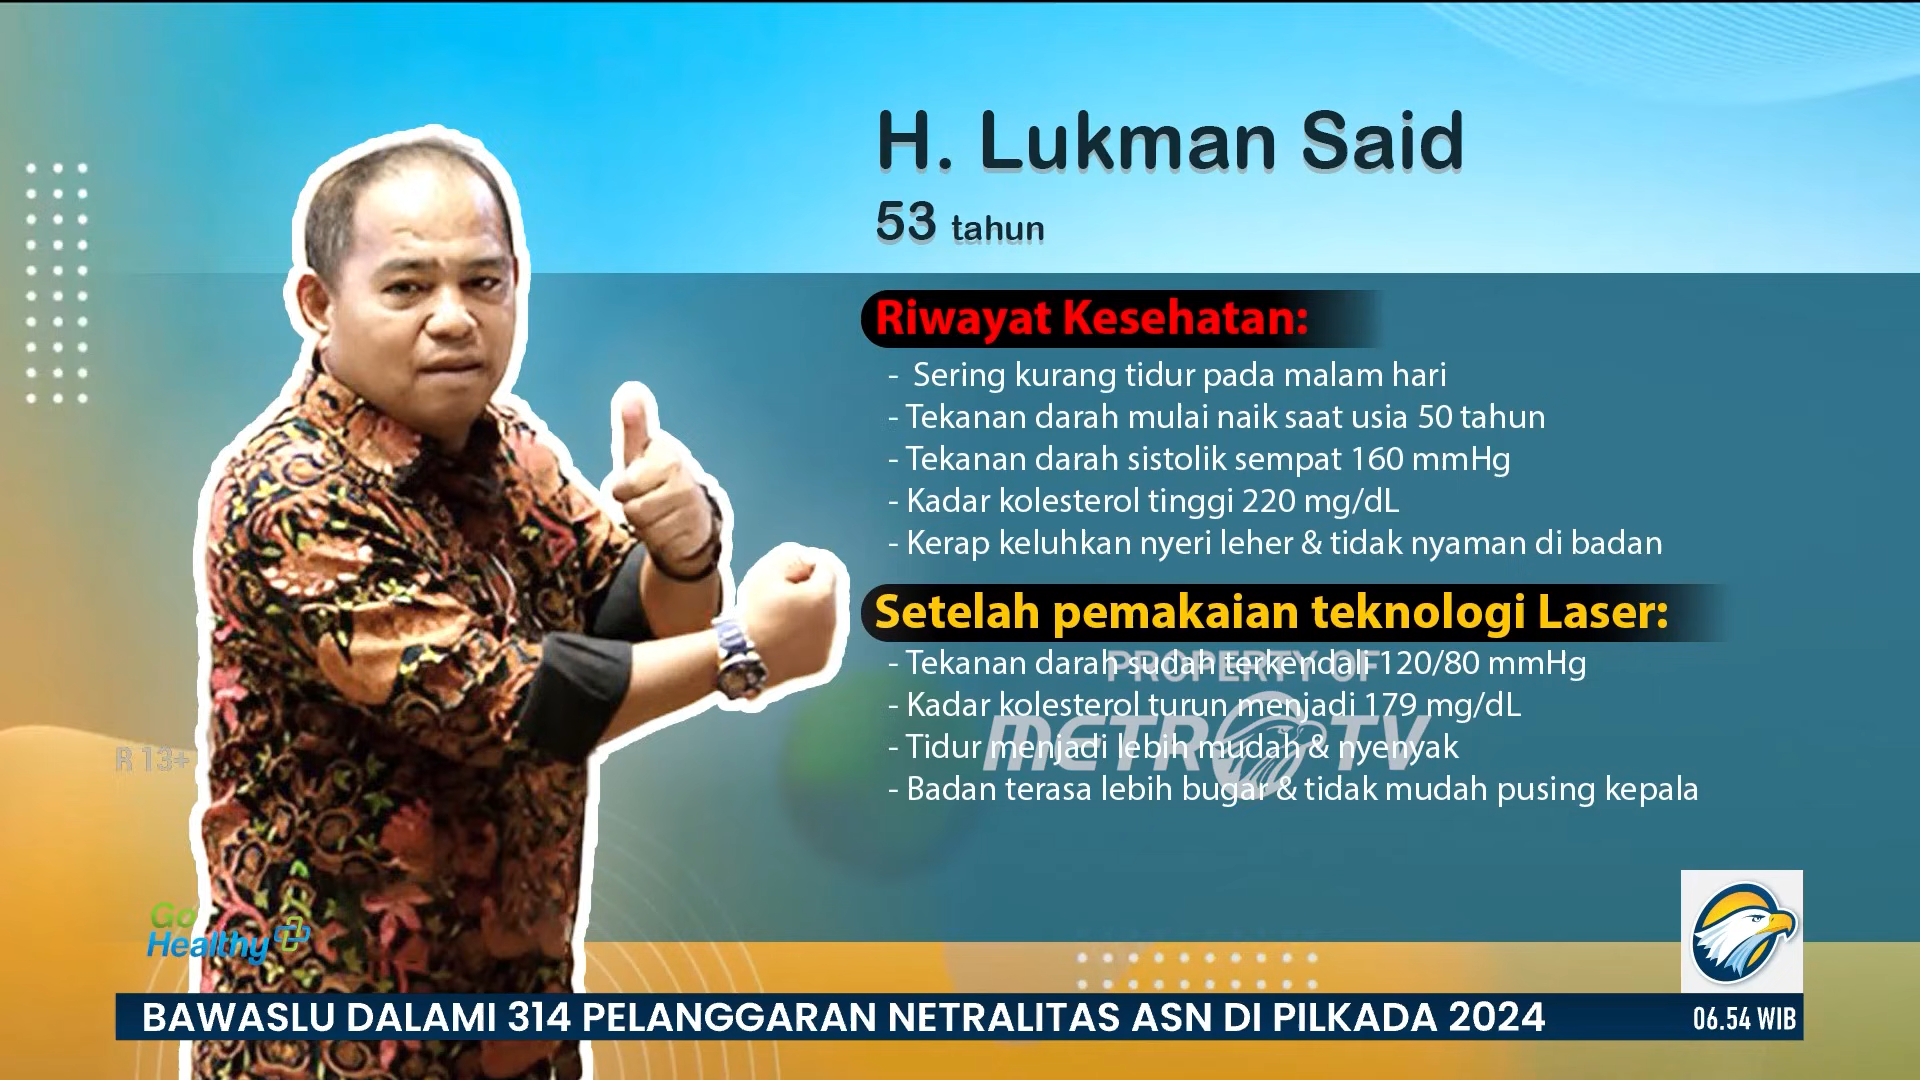 H. Lukman Said
53 tahun
Riwayat Kesehatan:
- Sering kurang tidur pada malam hari
- Tekanan darah mulai naik saat usia 50 tahun
- Tekanan darah sistolik sempat 160 mmHg
- Kadar kolesterol tinggi 220 mg/dL
- Kerap keluhkan nyeri leher & tidak nyaman di badan
Setelah pemakaian teknologi Laser:
- Tekanan darah sudah terkendali 120/80 mmHg
PROPERTY OF
- Kadar kolesterol turun menjadi 179 mg/dL
METRO TV
- Tidur menjadi lebih mudah & nyenyak
R 13+
- Badan terasa lebih bugar & tidak mudah pusing kepala
Go
Healthy
BAWASLU DALAMI 314 PELANGGARAN NETRALITAS ASN DI PILKADA 2024
06.54 WIB